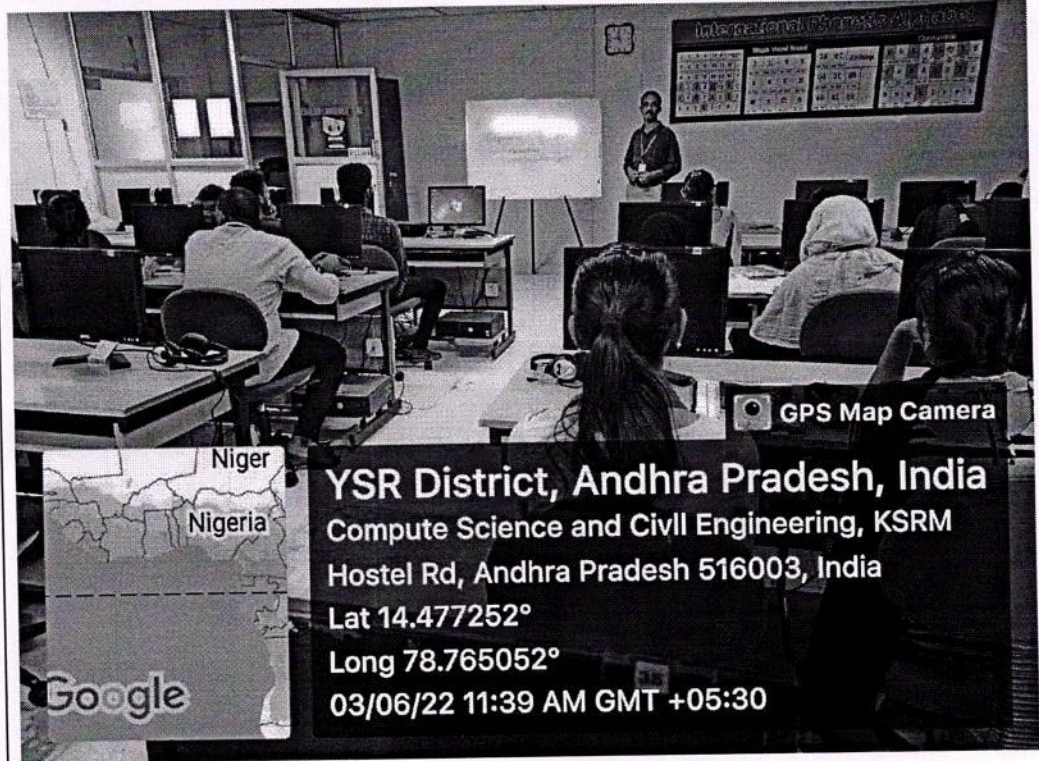 International Phonetic Alphabet
GPS Map Camera
Niger
Nigeria
Google
YSR District, Andhra Pradesh, India
Compute Science and Civll Engineering, KSRM
Hostel Rd, Andhra Pradesh 516003, India
Lat 14.477252°
Long 78.765052°
03/06/22 11:39 AM GMT +05:30